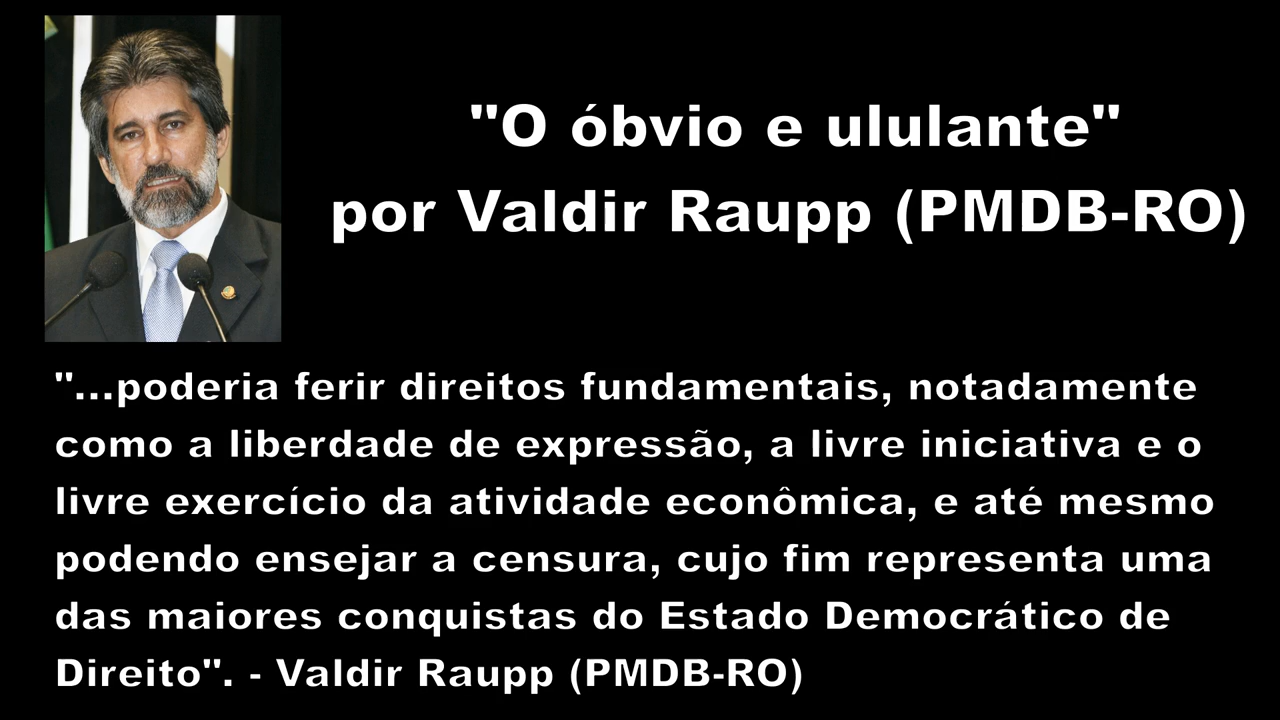 "O óbvio e ululante"
por Valdir Raupp (PMDB-RO)
"...poderia ferir direitos fundamentais, notadamente
como a liberdade de expressão, a livre iniciativa e o
livre exercício da atividade econômica, e até mesmo
podendo ensejar a censura, cujo fim representa uma
das maiores conquistas do Estado Democrático de
Direito". - Valdir Raupp (PMDB-RO)